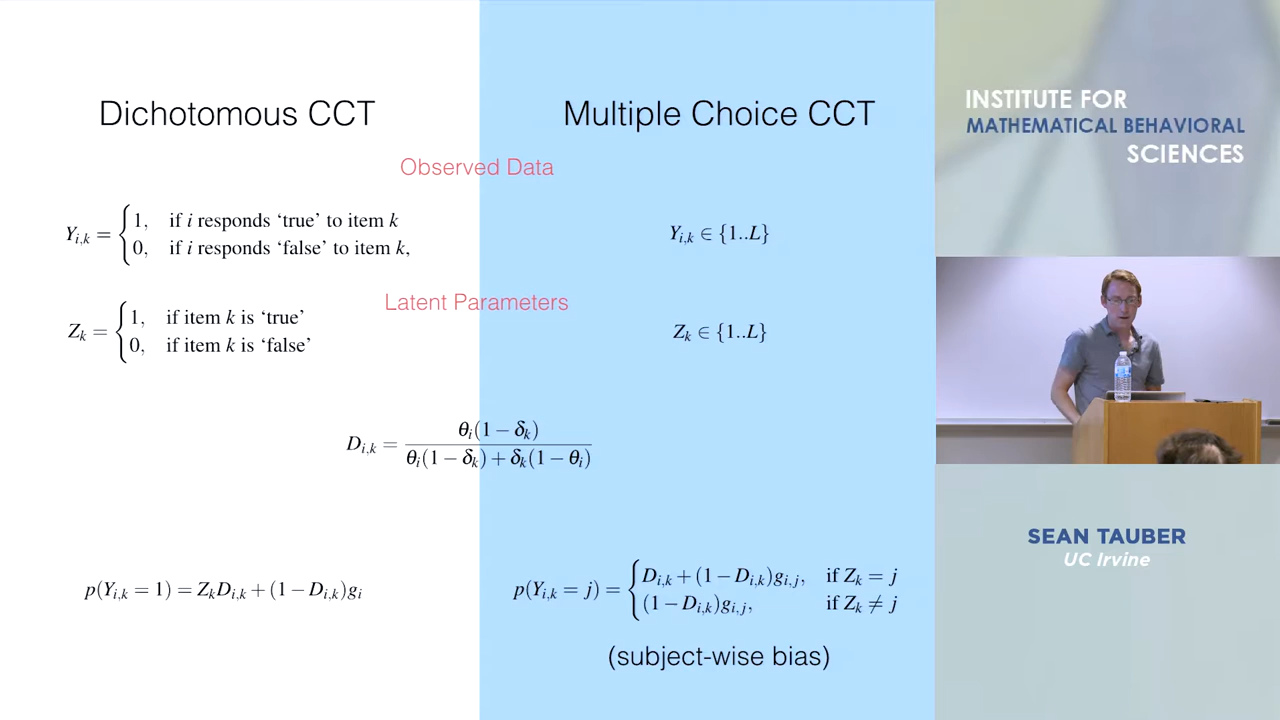 Dichotomous CCT
Multiple Choice CCT
Observed Data
Y_{i,k} = { 1, if i responds ‘true’ to item k
0, if i responds ‘false’ to item k,
Y_{i,k} ∈ {1..L}
Latent Parameters
Z_k = { 1, if item k is ‘true’
0, if item k is ‘false’
Z_k ∈ {1..L}
D_{i,k} = θ_i(1 − δ_k) / θ_i(1 − δ_k) + δ_k(1 − θ_i)
p(Y_{i,k} = 1) = Z_k D_{i,k} + (1 − D_{i,k})g_i
p(Y_{i,k} = j) = { D_{i,k} + (1 − D_{i,k})g_{i,j}, if Z_k = j
(1 − D_{i,k})g_{i,j}, if Z_k ≠ j
(subject-wise bias)
INSTITUTE FOR
MATHEMATICAL BEHAVIORAL
SCIENCES
SEAN TAUBER
UC Irvine